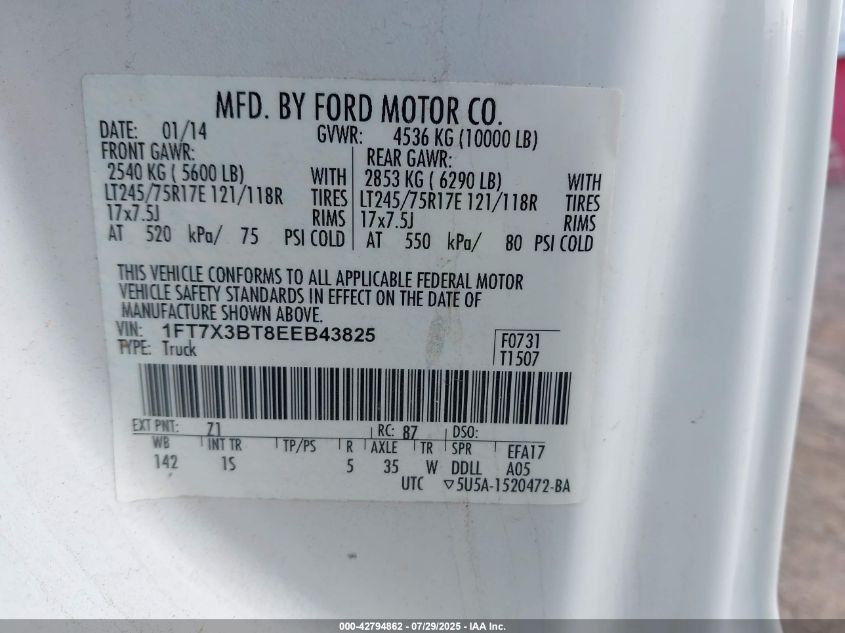 MFD. BY FORD MOTOR CO.
DATE: 01/14 GVWR: 4536 KG (10000 LB)
FRONT GAWR: REAR GAWR:
2540 KG ( 5600 LB) WITH 2853 KG ( 6290 LB) WITH
LT245/75R17E 121/118R TIRES LT245/75R17E 121/118R TIRES
17x7.5J RIMS 17x7.5J RIMS
AT 520 kPa/ 75 PSI COLD AT 550 kPa/ 80 PSI COLD
THIS VEHICLE CONFORMS TO ALL APPLICABLE FEDERAL MOTOR
VEHICLE SAFETY STANDARDS IN EFFECT ON THE DATE OF
MANUFACTURE SHOWN ABOVE.
VIN: 1FT7X3BT8EEB43825 F0731
TYPE: Truck T1507
EXT PNT: Z1 RC: 87 DSO:
WB INT TR TP/PS R AXLE TR SPR EFA17
142 1S 5 35 W DDLL A05
UTC ▽5U5A-1520472-BA
000-42794862 - 07/29/2025 - IAA Inc.